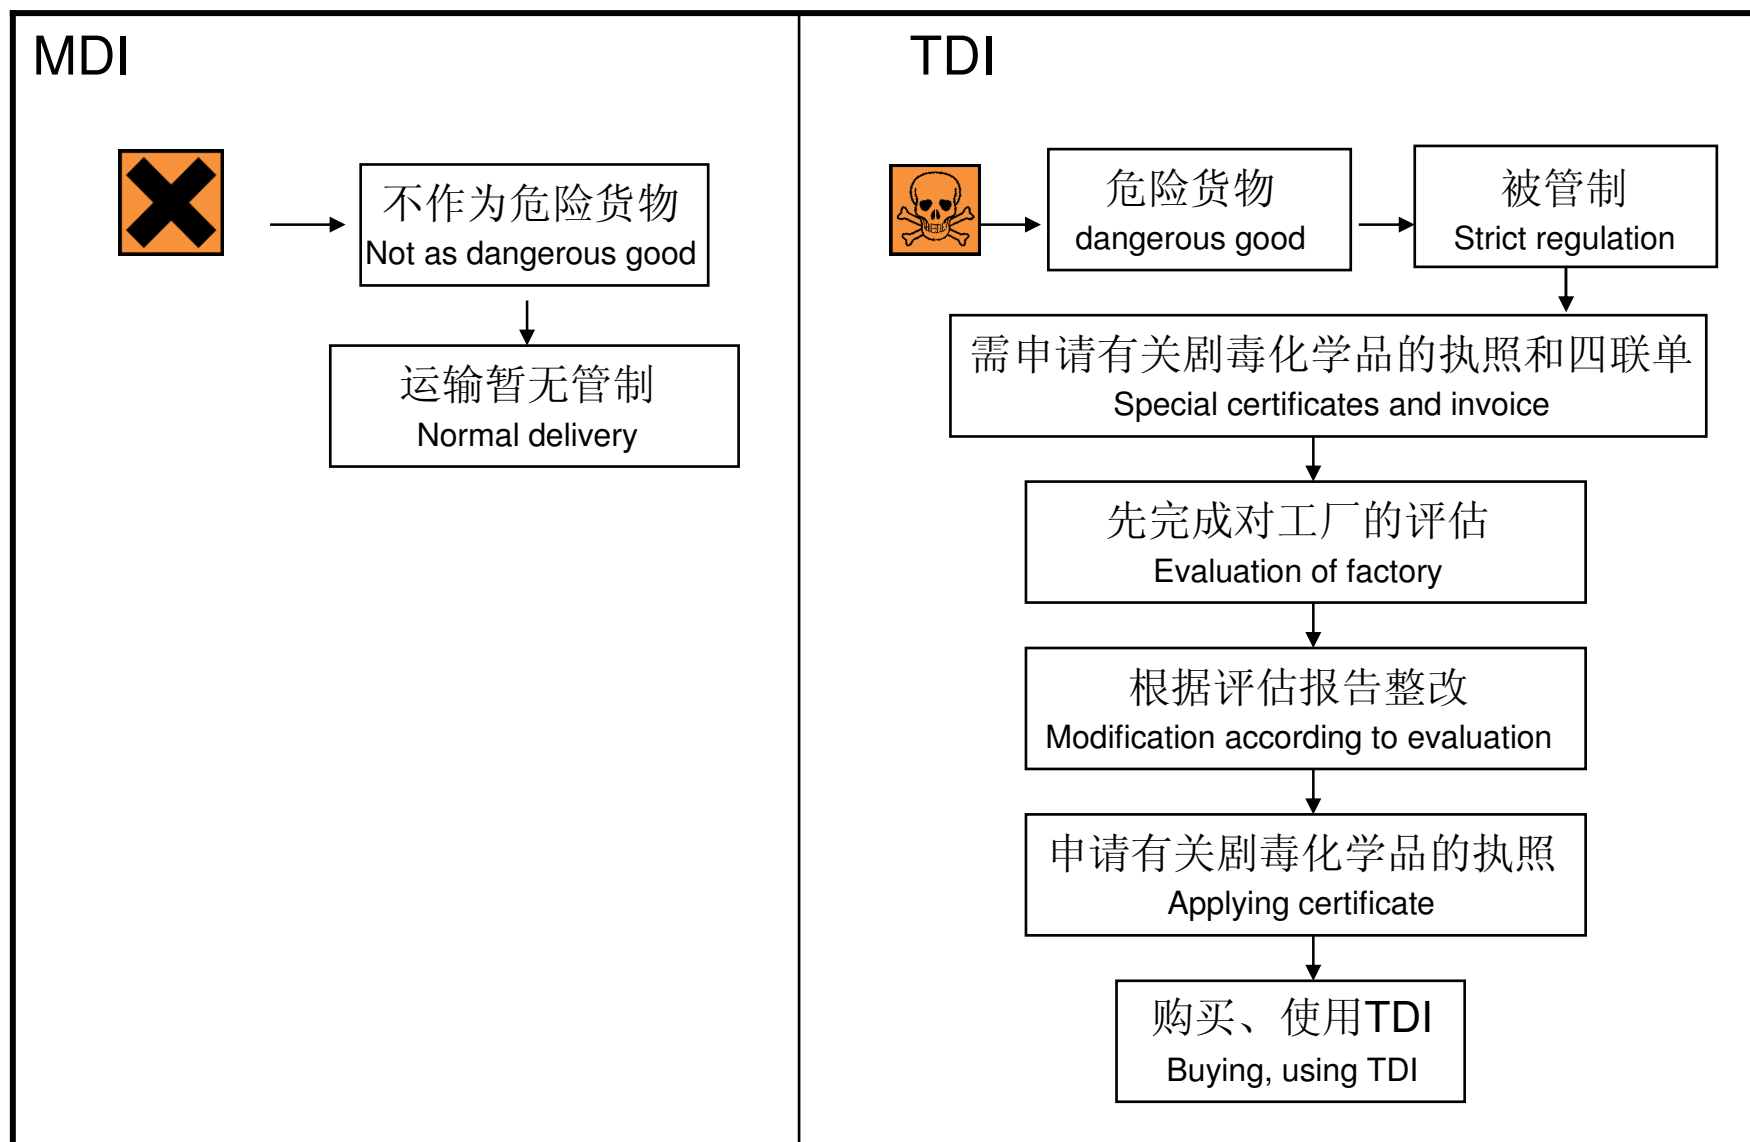 MDI
不作为危险货物
Not as dangerous good
运输暂无管制
Normal delivery
TDI
危险货物
dangerous good
被管制
Strict regulation
需申请有关剧毒化学品的执照和四联单
Special certificates and invoice
先完成对工厂的评估
Evaluation of factory
根据评估报告整改
Modification according to evaluation
申请有关剧毒化学品的执照
Applying certificate
购买、使用TDI
Buying, using TDI